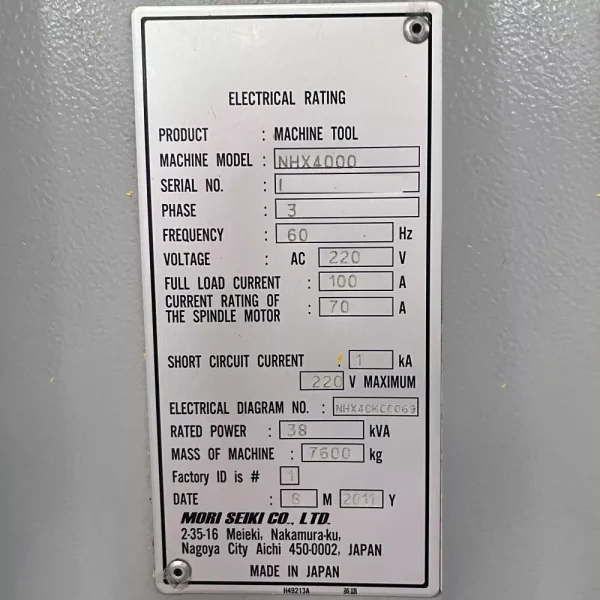 ELECTRICAL RATING
PRODUCT : MACHINE TOOL
MACHINE MODEL : NHX4000
SERIAL NO. :
PHASE : 3
FREQUENCY : 60 Hz
VOLTAGE : AC 220 V
FULL LOAD CURRENT : 100 A
CURRENT RATING OF
THE SPINDLE MOTOR : 70 A
SHORT CIRCUIT CURRENT : 1 kA
220 V MAXIMUM
ELECTRICAL DIAGRAM NO. :
RATED POWER : 38 kVA
MASS OF MACHINE : 7600 kg
Factory ID is # 1
DATE : 8 M 2011 Y
MORI SEIKI CO., LTD.
2-35-16 Meieki, Nakamura-ku,
Nagoya City Aichi 450-0002, JAPAN
MADE IN JAPAN
H49213A 英語